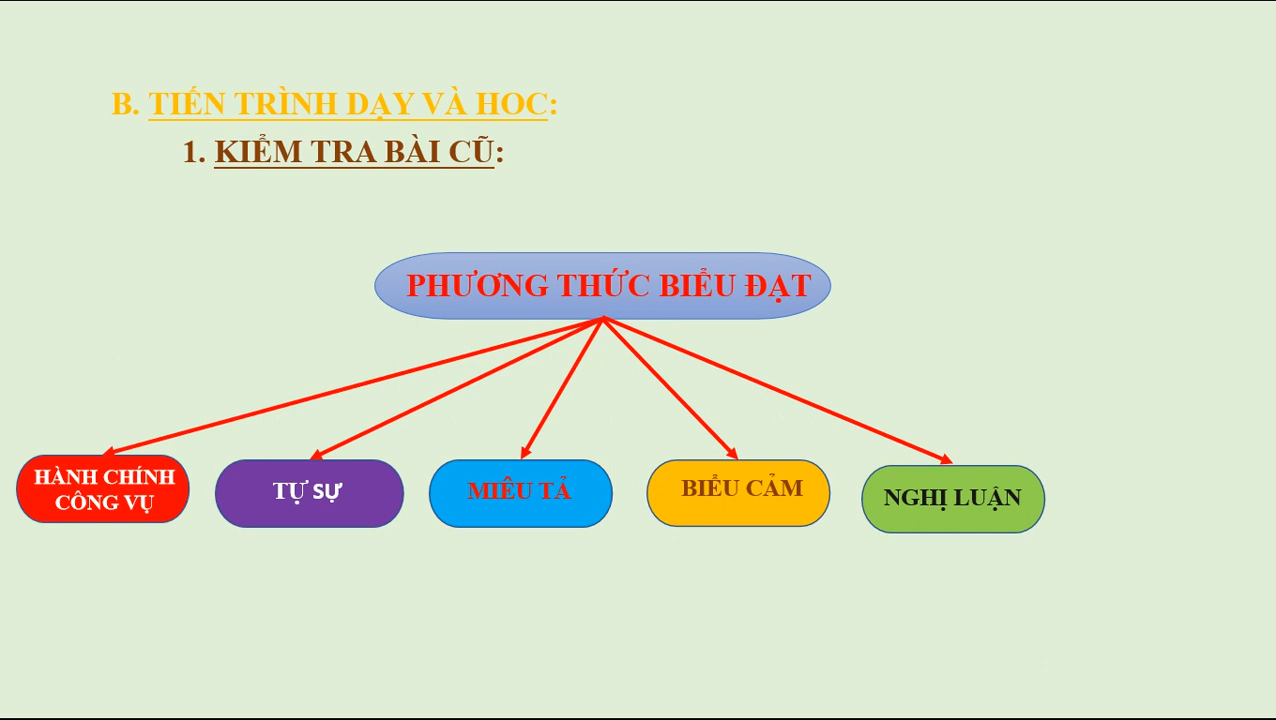 B. TIẾN TRÌNH DẠY VÀ HOC:
1. KIỂM TRA BÀI CŨ:
PHƯƠNG THỨC BIỂU ĐẠT
HÀNH CHÍNH
CÔNG VỤ
TỰ SỰ
MIÊU TẢ
BIỂU CẢM
NGHỊ LUẬN